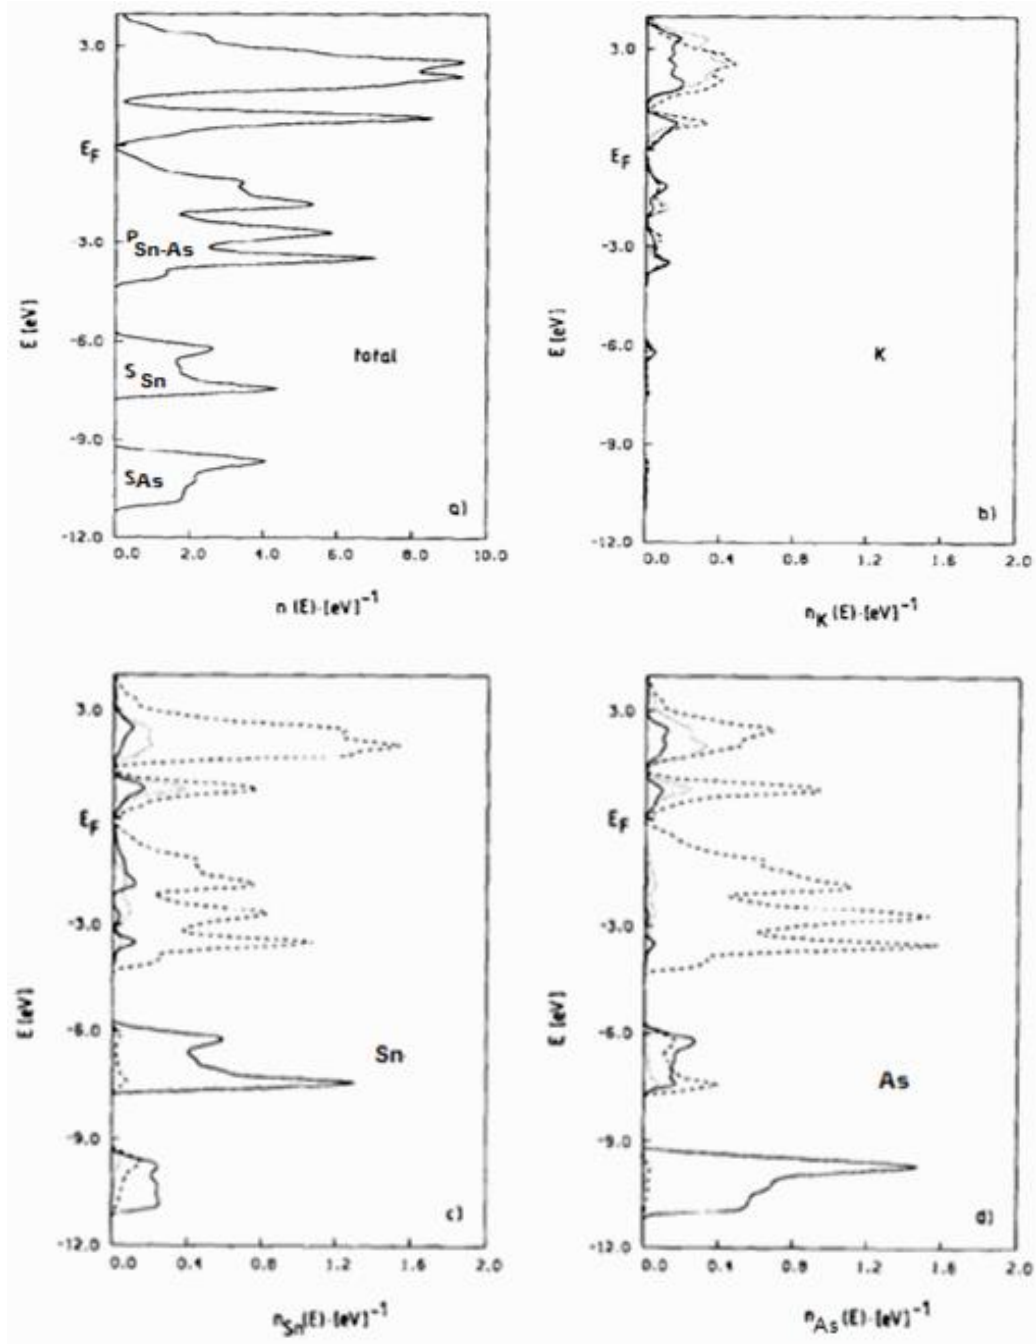 3.0
E_F
-3.0
-6.0
-9.0
-12.0
E [eV]
P Sn-As
S Sn
S As
total
a)
0.0 2.0 4.0 6.0 8.0 10.0
n (E)·[eV]⁻¹
3.0
E_F
-3.0
-6.0
-9.0
-12.0
E [eV]
K
b)
0.0 0.4 0.8 1.2 1.6 2.0
n_K (E)·[eV]⁻¹
3.0
E_F
-3.0
-6.0
-9.0
-12.0
E [eV]
Sn
c)
0.0 0.4 0.8 1.2 1.6 2.0
n_Sn(E)·[eV]⁻¹
3.0
E_F
-3.0
-6.0
-9.0
-12.0
E [eV]
As
d)
0.0 0.4 0.8 1.2 1.6 2.0
n_As (E)·[eV]⁻¹